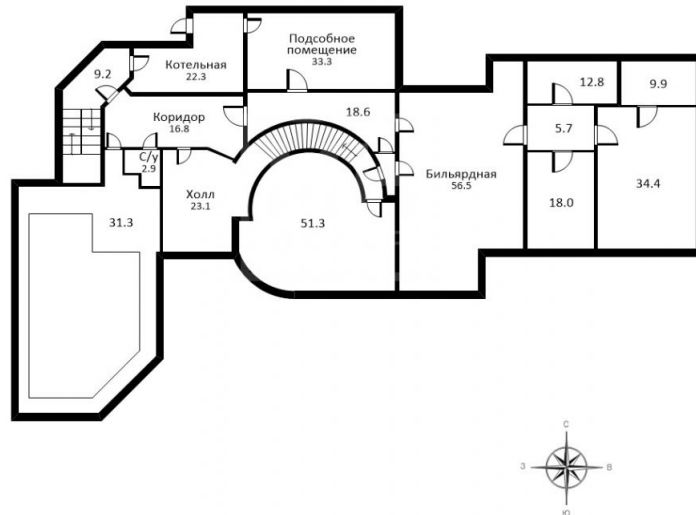 Подсобное
помещение
33.3
9.2
Котельная
22.3
12.8
9.9
Коридор
16.8
18.6
5.7
С/у
2.9
Бильярдная
56.5
34.4
Холл
23.1
18.0
31.3
51.3
С
З
В
Ю